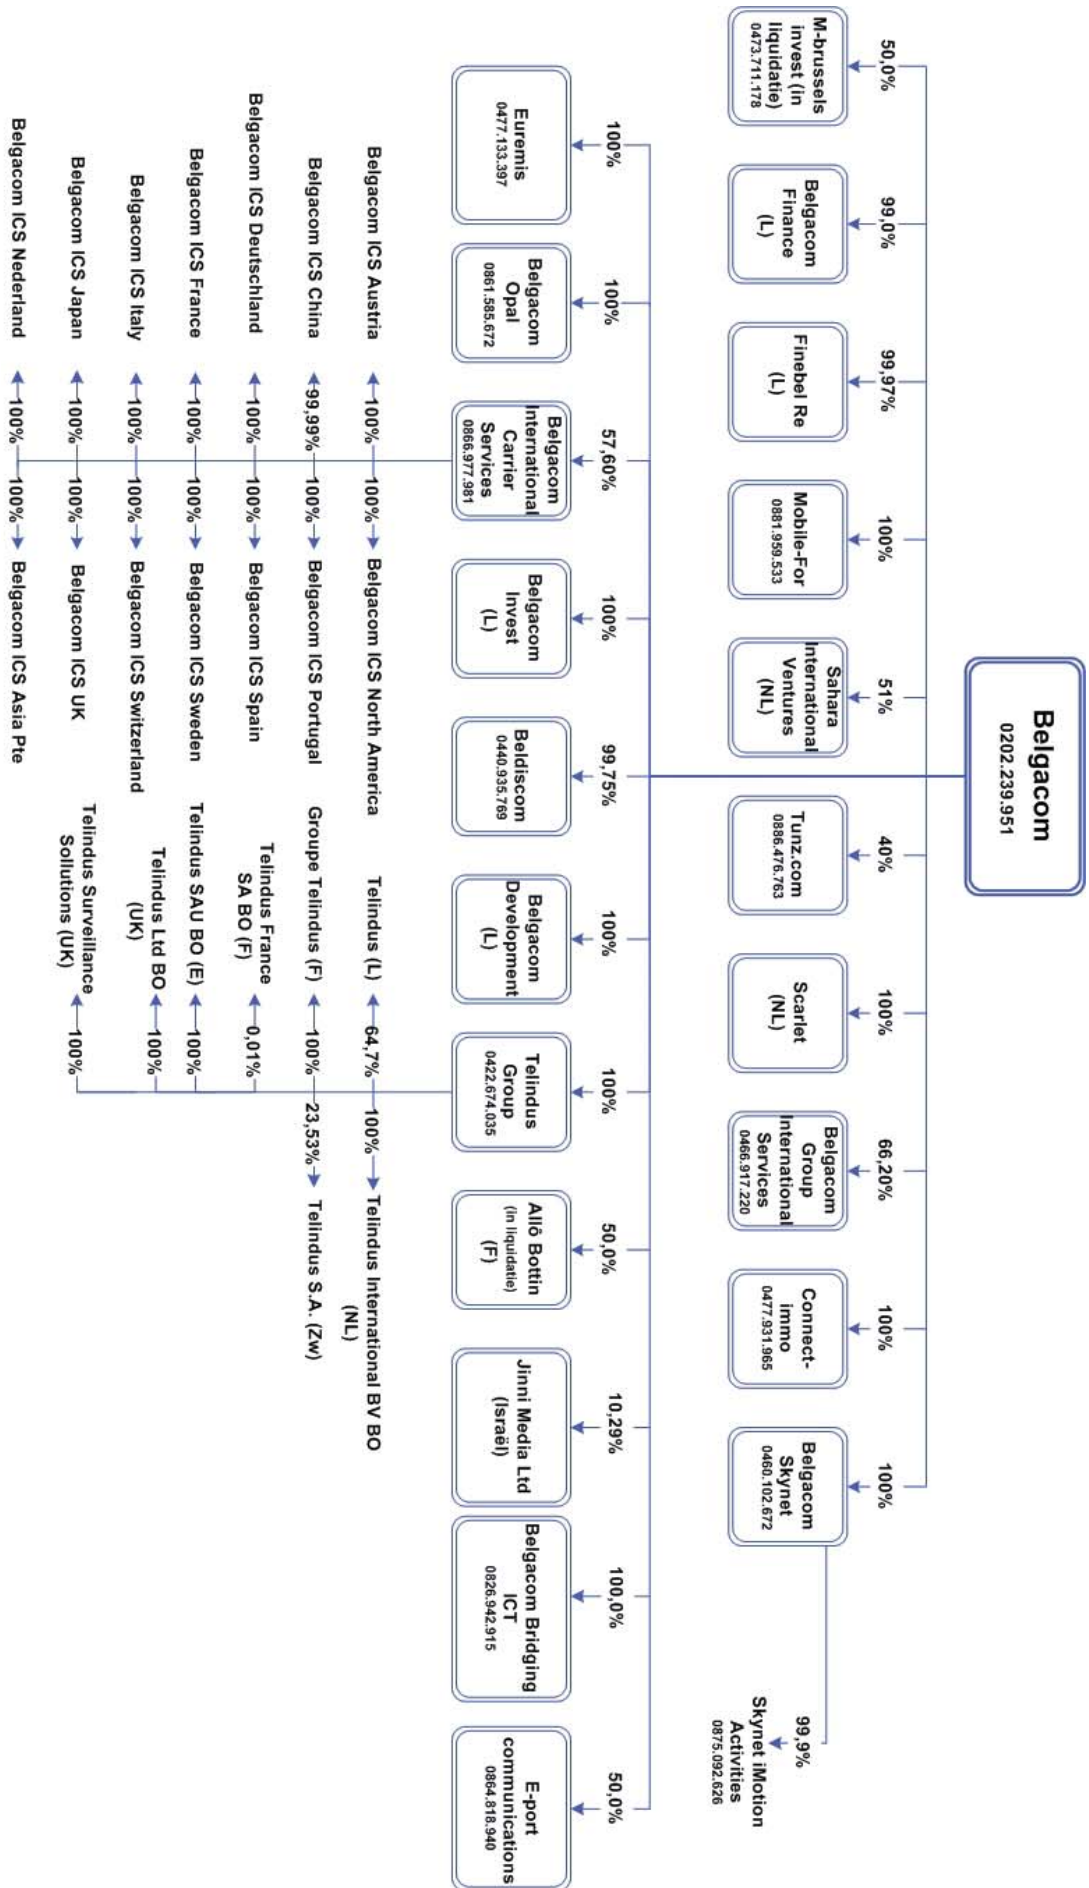 Belgacom
0202.239.951
50,0%
99,0%
99,97%
100%
51%
40%
100%
66,20%
100%
100%
M-brussels
invest (in
liquidatie)
0473.711.178
Belgacom
Finance
(L)
Finebel Re
(L)
Mobile-For
0881.959.533
Sahara
International
Ventures
(NL)
Tunz.com
0886.476.763
Scarlet
(NL)
Belgacom
Group
International
Services
0466.917.220
Connect-
immo
0477.931.965
Belgacom
Skynet
0460.102.672
99,9%
Skynet iMotion
Activities
0875.092.626
100%
100%
57,60%
100%
99,75%
100%
100%
50,0%
10,29%
100,0%
50,0%
Euremis
0477.133.397
Belgacom
Opal
0861.585.672
Belgacom
International
Carrier
Services
0866.977.981
Belgacom
Invest
(L)
Beldiscom
0440.935.769
Belgacom
Development
(L)
Telindus
Group
0422.674.035
Allô Bottin
(in liquidatie)
(F)
Jinni Media Ltd
(Israël)
Belgacom Bridging
ICT
0826.942.915
E-port
communications
0864.818.940
Belgacom ICS Austria 100% 100% Belgacom ICS North America
Belgacom ICS China 99,99% 100% Belgacom ICS Portugal
Belgacom ICS Deutschland 100% 100% Belgacom ICS Spain
Belgacom ICS France 100% 100% Belgacom ICS Sweden
Belgacom ICS Italy 100% 100% Belgacom ICS Switzerland
Belgacom ICS Japan 100% 100% Belgacom ICS UK
Belgacom ICS Nederland 100% 100% Belgacom ICS Asia Pte
Telindus (L) 64,7% 100% Telindus International BV BO
(NL)
Groupe Telindus (F) 100% 23,53% Telindus S.A. (Zw)
Telindus France
SA BO (F)
0,01%
Telindus SAU BO (E) 100%
Telindus Ltd BO
(UK)
100%
Telindus Surveillance
Sollutions (UK)
100%